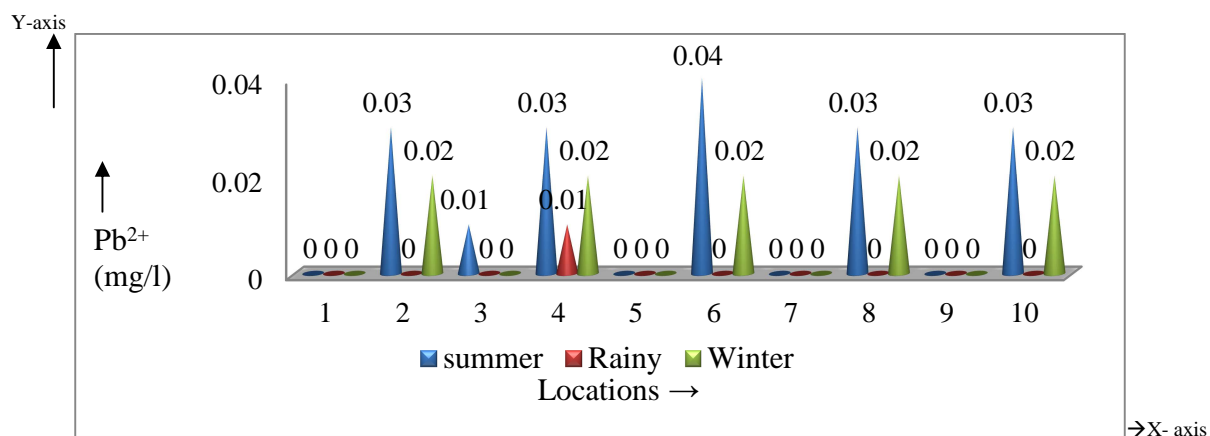 Y-axis
0.04
0.04
0.03 0.03 0.03 0.03
0.02 0.02 0.02 0.02 0.02
0.02
0.01 0.01
Pb²⁺
(mg/l)
0 0 0 0 0 0 0 0 0 0 0 0 0 0 0 0 0 0
0
1 2 3 4 5 6 7 8 9 10
summer Rainy Winter
Locations →
→X- axis